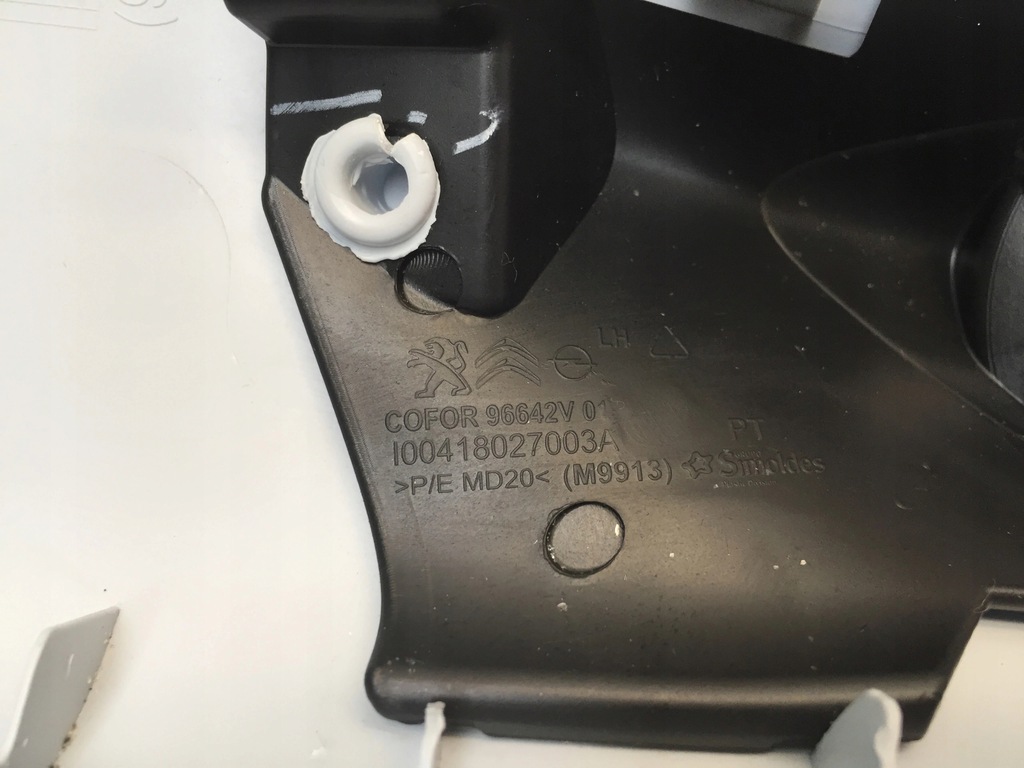 LH
COFOR 96642V 01
I00418027003A
PT
>P/E MD20< (M9913)
Simoldes